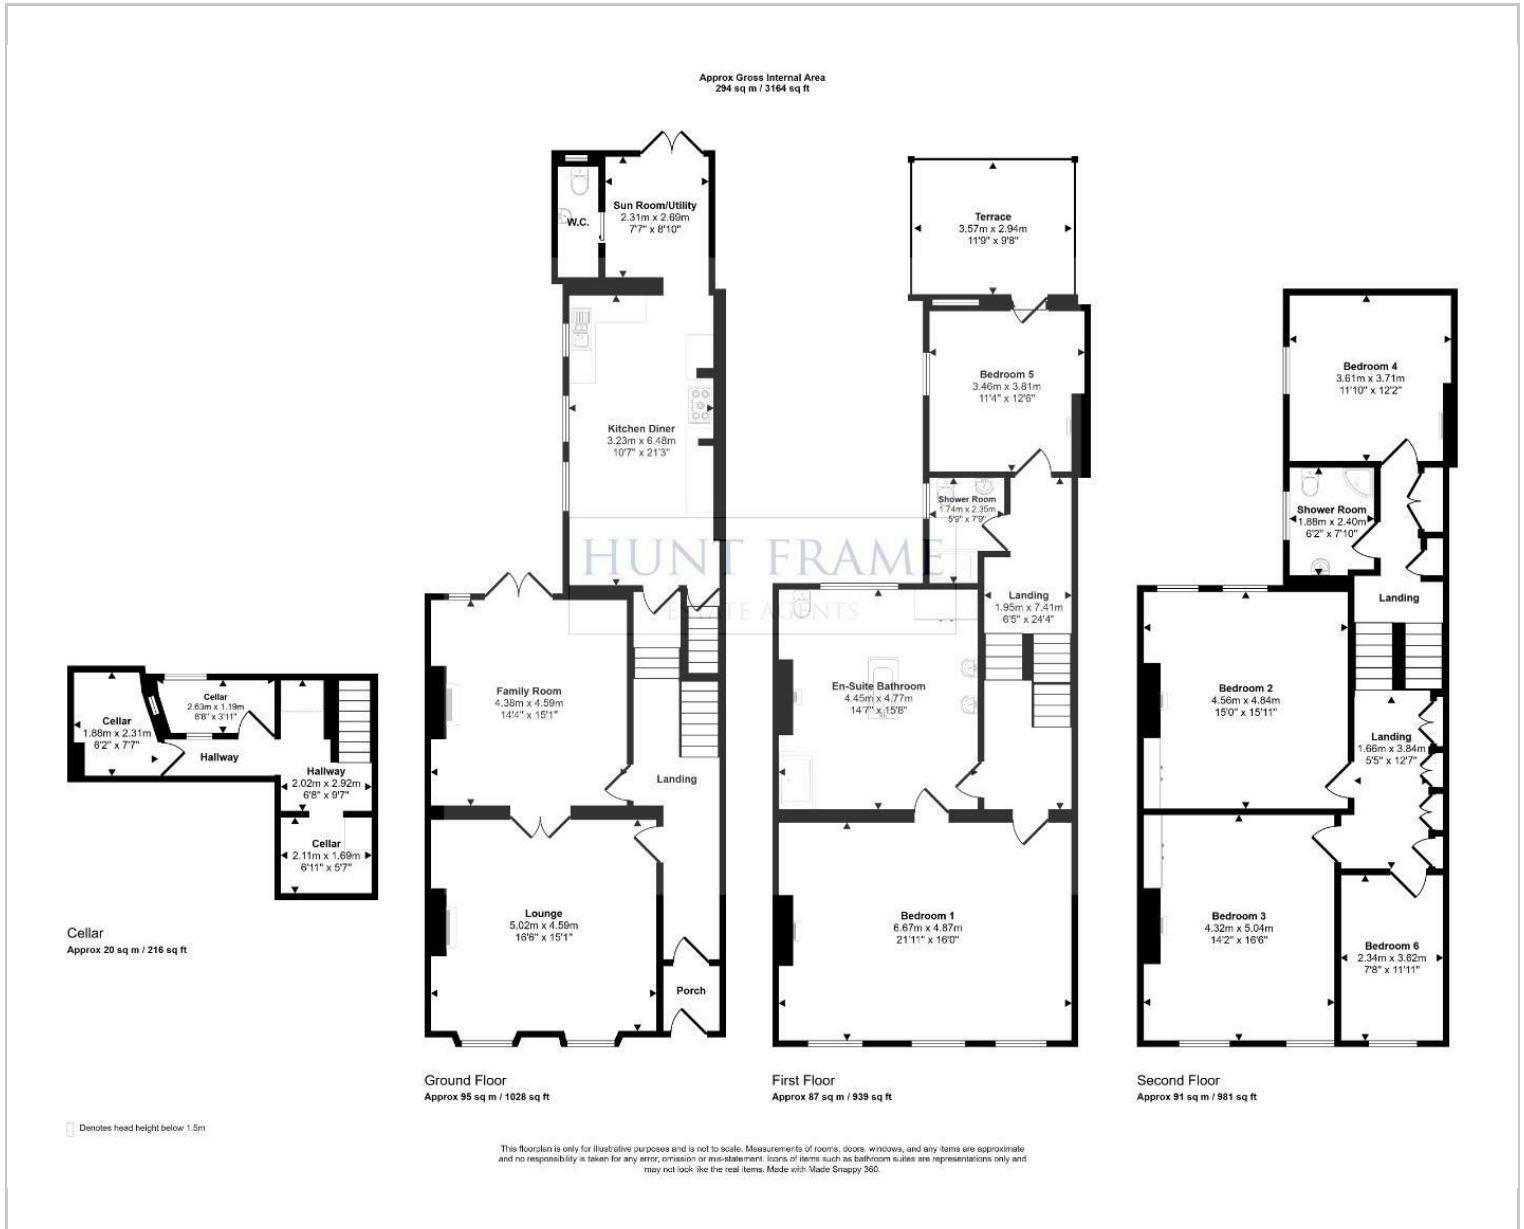 Approx Gross Internal Area
294 sq m / 3164 sq ft
W.C.
Sun Room/Utility
2.31m x 2.69m
7'7" x 8'10"
Kitchen Diner
3.23m x 6.48m
10'7" x 21'3"
Family Room
4.38m x 4.59m
14'4" x 15'1"
Landing
Lounge
5.02m x 4.59m
16'6" x 15'1"
Porch
Ground Floor
Approx 95 sq m / 1028 sq ft
Cellar
1.88m x 2.31m
6'2" x 7'7"
Cellar
2.63m x 1.19m
8'8" x 3'11"
Hallway
Hallway
2.02m x 2.92m
6'8" x 9'7"
Cellar
2.11m x 1.69m
6'11" x 5'7"
Cellar
Approx 20 sq m / 216 sq ft
Terrace
3.57m x 2.94m
11'9" x 9'8"
Bedroom 5
3.46m x 3.81m
11'4" x 12'6"
Shower Room
1.74m x 2.35m
5'9" x 7'9"
HUNT FRAME
ESTATE AGENTS
Landing
1.95m x 7.41m
6'5" x 24'4"
En-Suite Bathroom
4.45m x 4.77m
14'7" x 15'8"
Bedroom 1
6.67m x 4.87m
21'11" x 16'0"
First Floor
Approx 87 sq m / 939 sq ft
Bedroom 4
3.61m x 3.71m
11'10" x 12'2"
Shower Room
1.88m x 2.40m
6'2" x 7'10"
Landing
Bedroom 2
4.56m x 4.84m
15'0" x 15'11"
Landing
1.66m x 3.84m
5'5" x 12'7"
Bedroom 3
4.32m x 5.04m
14'2" x 16'6"
Bedroom 6
2.34m x 3.62m
7'8" x 11'11"
Second Floor
Approx 91 sq m / 981 sq ft
Denotes head height below 1.5m
This floorplan is only for illustrative purposes and is not to scale. Measurements of rooms, doors, windows, and any items are approximate
and no responsibility is taken for any error, omission or mis-statement. Icons of items such as bathroom suites are representations only and
may not look like the real items. Made with Made Snappy 360.